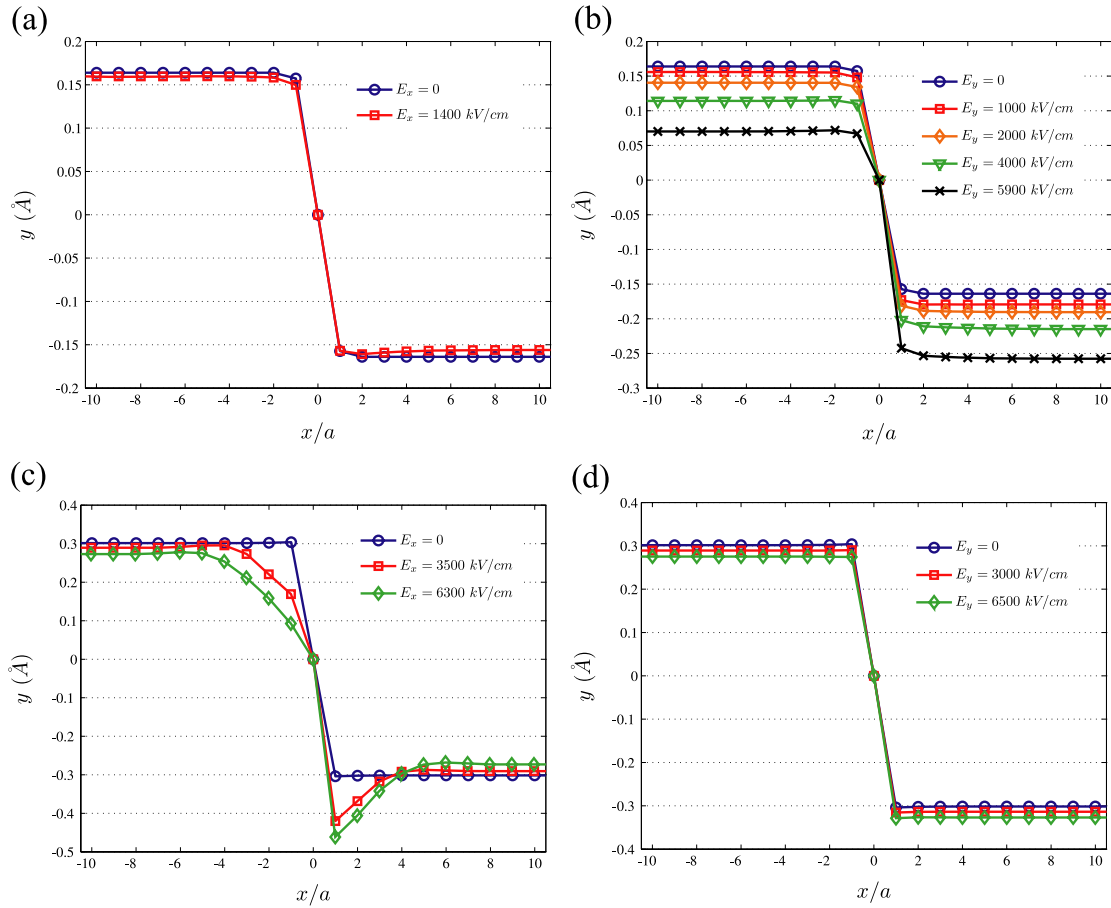 (a)
0.2
0.15
0.1
0.05
0
-0.05
-0.1
-0.15
-0.2
-10 -8 -6 -4 -2 0 2 4 6 8 10
x/a
y (Å)
E_x = 0
E_x = 1400 kV/cm
(b)
0.2
0.15
0.1
0.05
0
-0.05
-0.1
-0.15
-0.2
-0.25
-0.3
-10 -8 -6 -4 -2 0 2 4 6 8 10
x/a
y (Å)
E_y = 0
E_y = 1000 kV/cm
E_y = 2000 kV/cm
E_y = 4000 kV/cm
E_y = 5900 kV/cm
(c)
0.4
0.3
0.2
0.1
0
-0.1
-0.2
-0.3
-0.4
-0.5
-10 -8 -6 -4 -2 0 2 4 6 8 10
x/a
y (Å)
E_x = 0
E_x = 3500 kV/cm
E_x = 6300 kV/cm
(d)
0.4
0.3
0.2
0.1
0
-0.1
-0.2
-0.3
-0.4
-10 -8 -6 -4 -2 0 2 4 6 8 10
x/a
y (Å)
E_y = 0
E_y = 3000 kV/cm
E_y = 6500 kV/cm